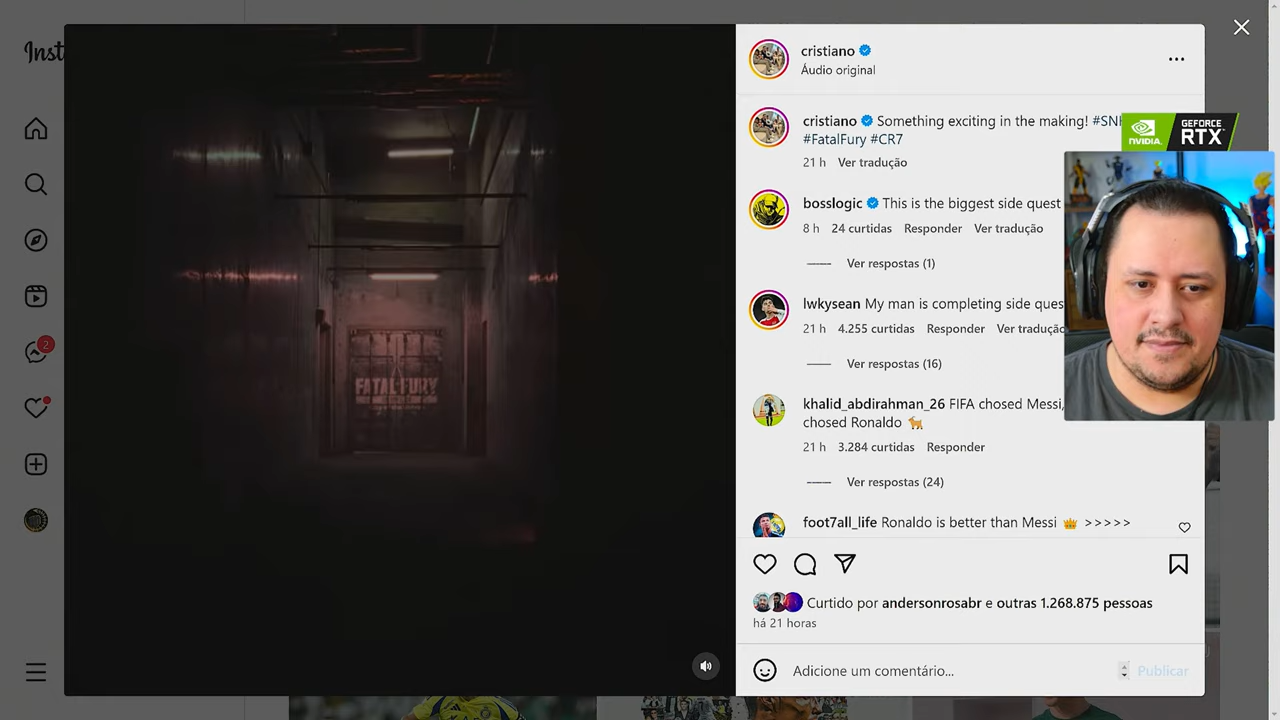 Inst
cristiano
Áudio original
cristiano Something exciting in the making! #SN
#FatalFury #CR7
21 h Ver tradução
NVIDIA
GEFORCE
RTX
bosslogic This is the biggest side quest
8 h 24 curtidas Responder Ver tradução
Ver respostas (1)
lwkysean My man is completing side ques
21 h 4.255 curtidas Responder Ver tradução
Ver respostas (16)
khalid_abdirahman_26 FIFA chosed Messi,
chosed Ronaldo
21 h 3.284 curtidas Responder
Ver respostas (24)
foot7all_life Ronaldo is better than Messi 👑 >>>>>
2
FATAL FURY
Curtido por andersonrosabr e outras 1.268.875 pessoas
há 21 horas
Adicione um comentário...
Publicar